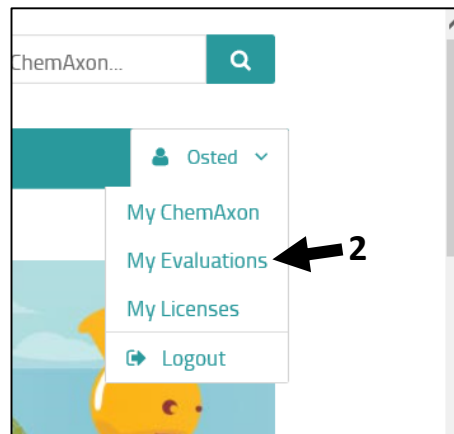 ChemAxon...
Osted
My ChemAxon
My Evaluations
2
My Licenses
Logout